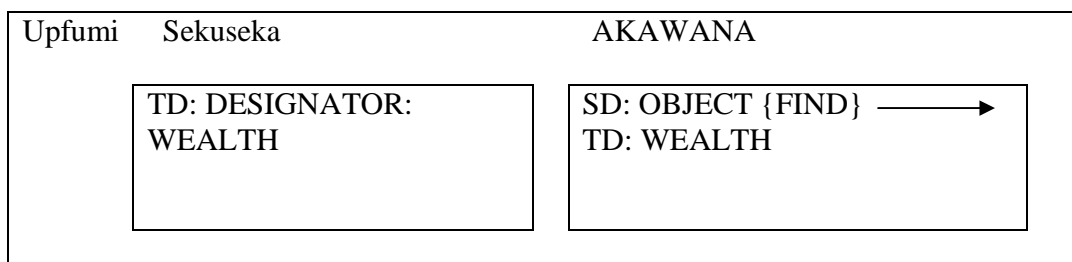 Upfumi Sekuseka AKAWANA
TD: DESIGNATOR:
WEALTH
SD: OBJECT {FIND}
TD: WEALTH